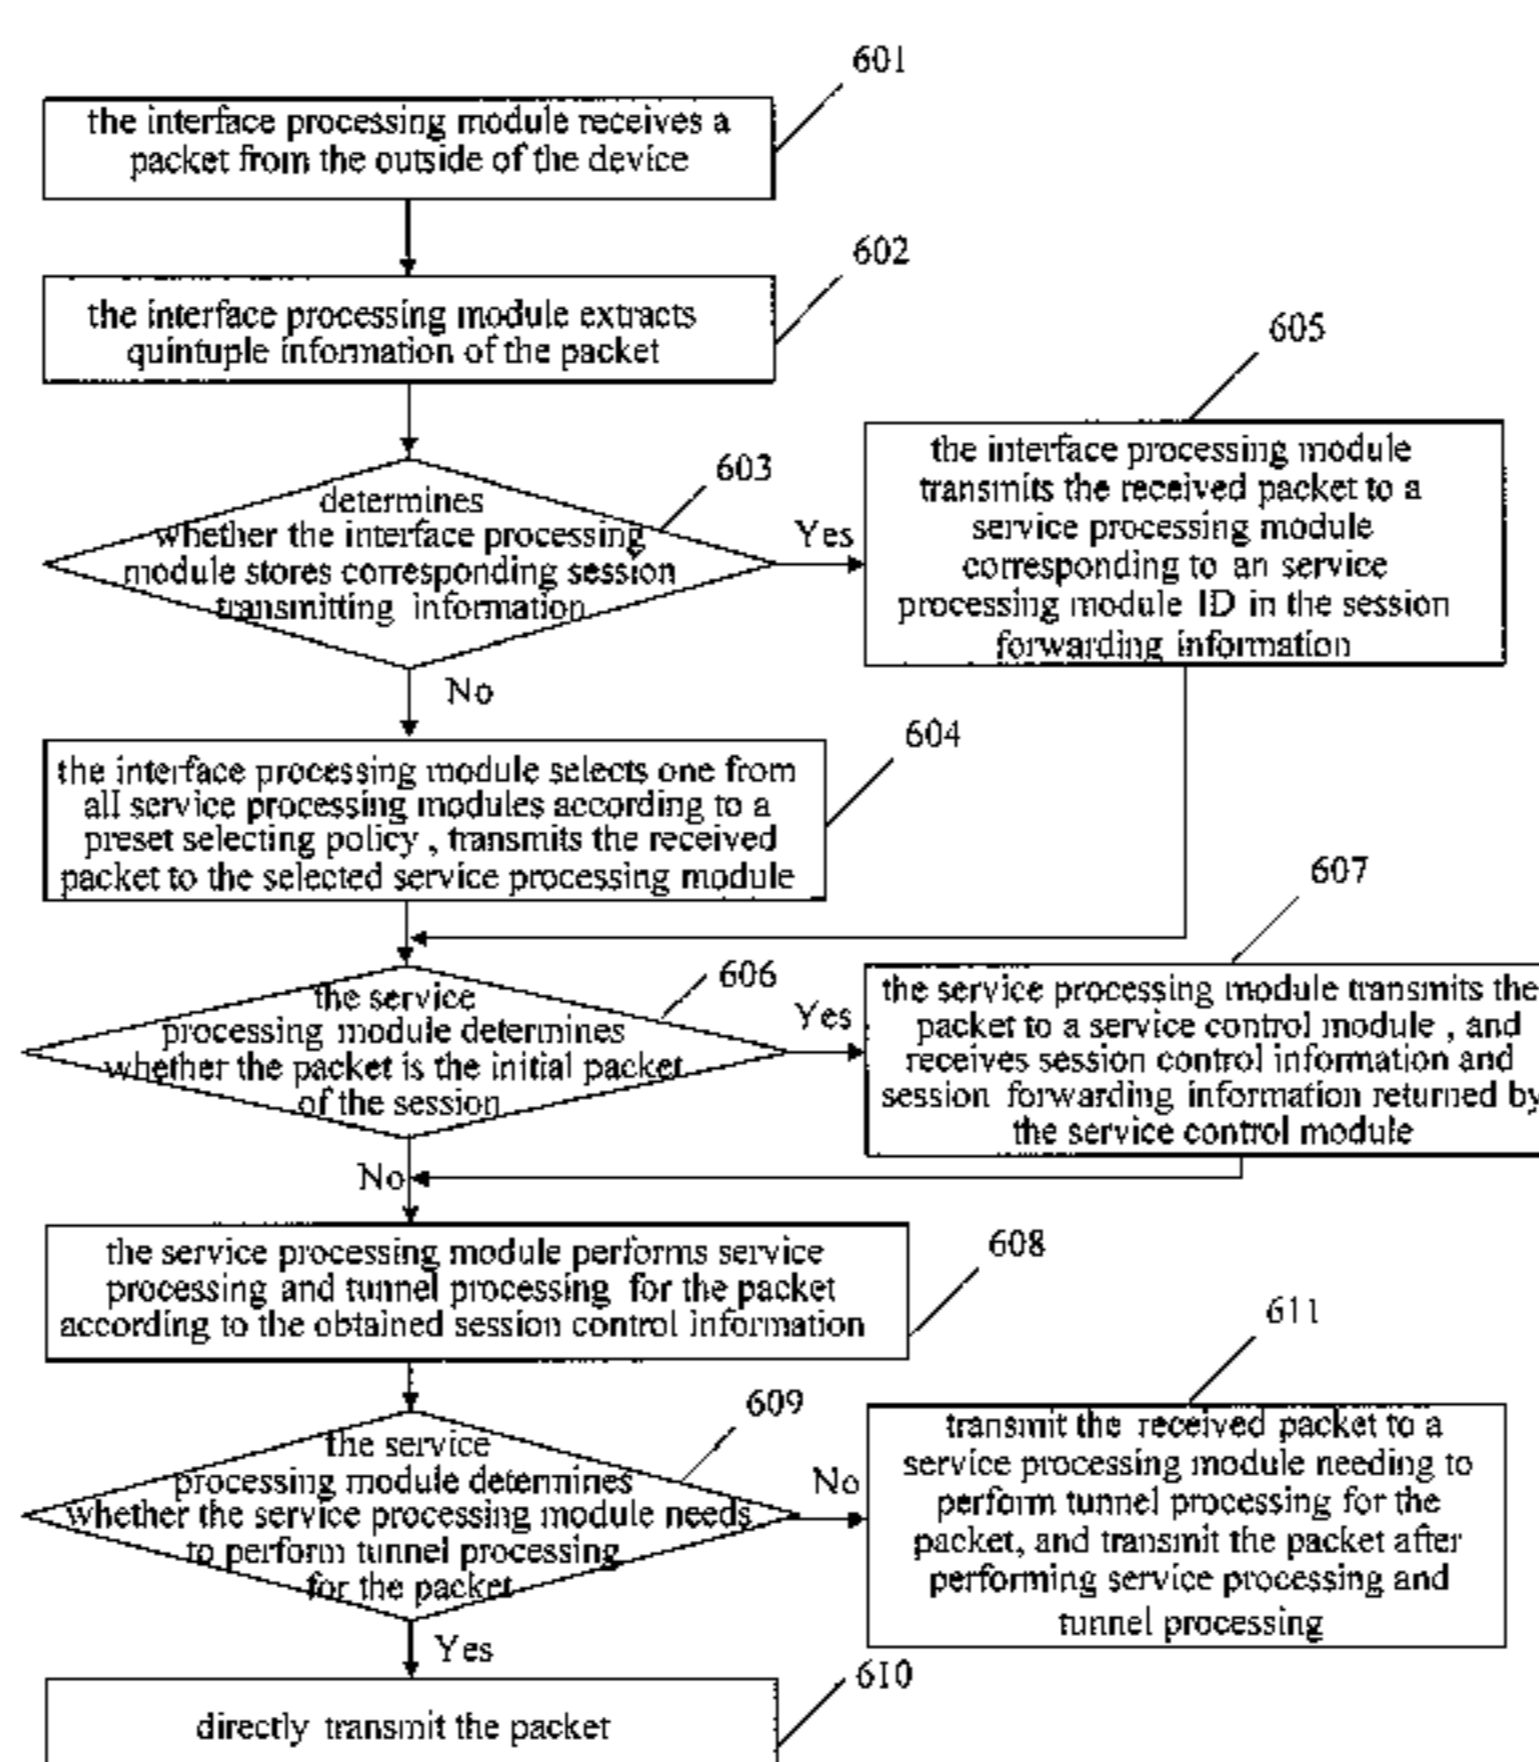 601
the interface processing module receives a
packet from the outside of the device
602
the interface processing module extracts
quintuple information of the packet
603
determines
whether the interface processing
module stores corresponding session
transmitting information
Yes
No
605
the interface processing module
transmits the received packet to a
service processing module
corresponding to an service
processing module ID in the session
forwarding information
604
the interface processing module selects one from
all service processing modules according to a
preset selecting policy , transmits the received
packet to the selected service processing module
606
the service
processing module determines
whether the packet is the initial packet
of the session
Yes
No
607
the service processing module transmits the
packet to a service control module , and
receives session control information and
session forwarding information returned by
the service control module
608
the service processing module performs service
processing and tunnel processing for the packet
according to the obtained session control information
609
the service
processing module determines
whether the service processing module needs
to perform tunnel processing
for the packet
No
Yes
611
transmit the received packet to a
service processing module needing to
perform tunnel processing for the
packet, and transmit the packet after
performing service processing and
tunnel processing
610
directly transmit the packet